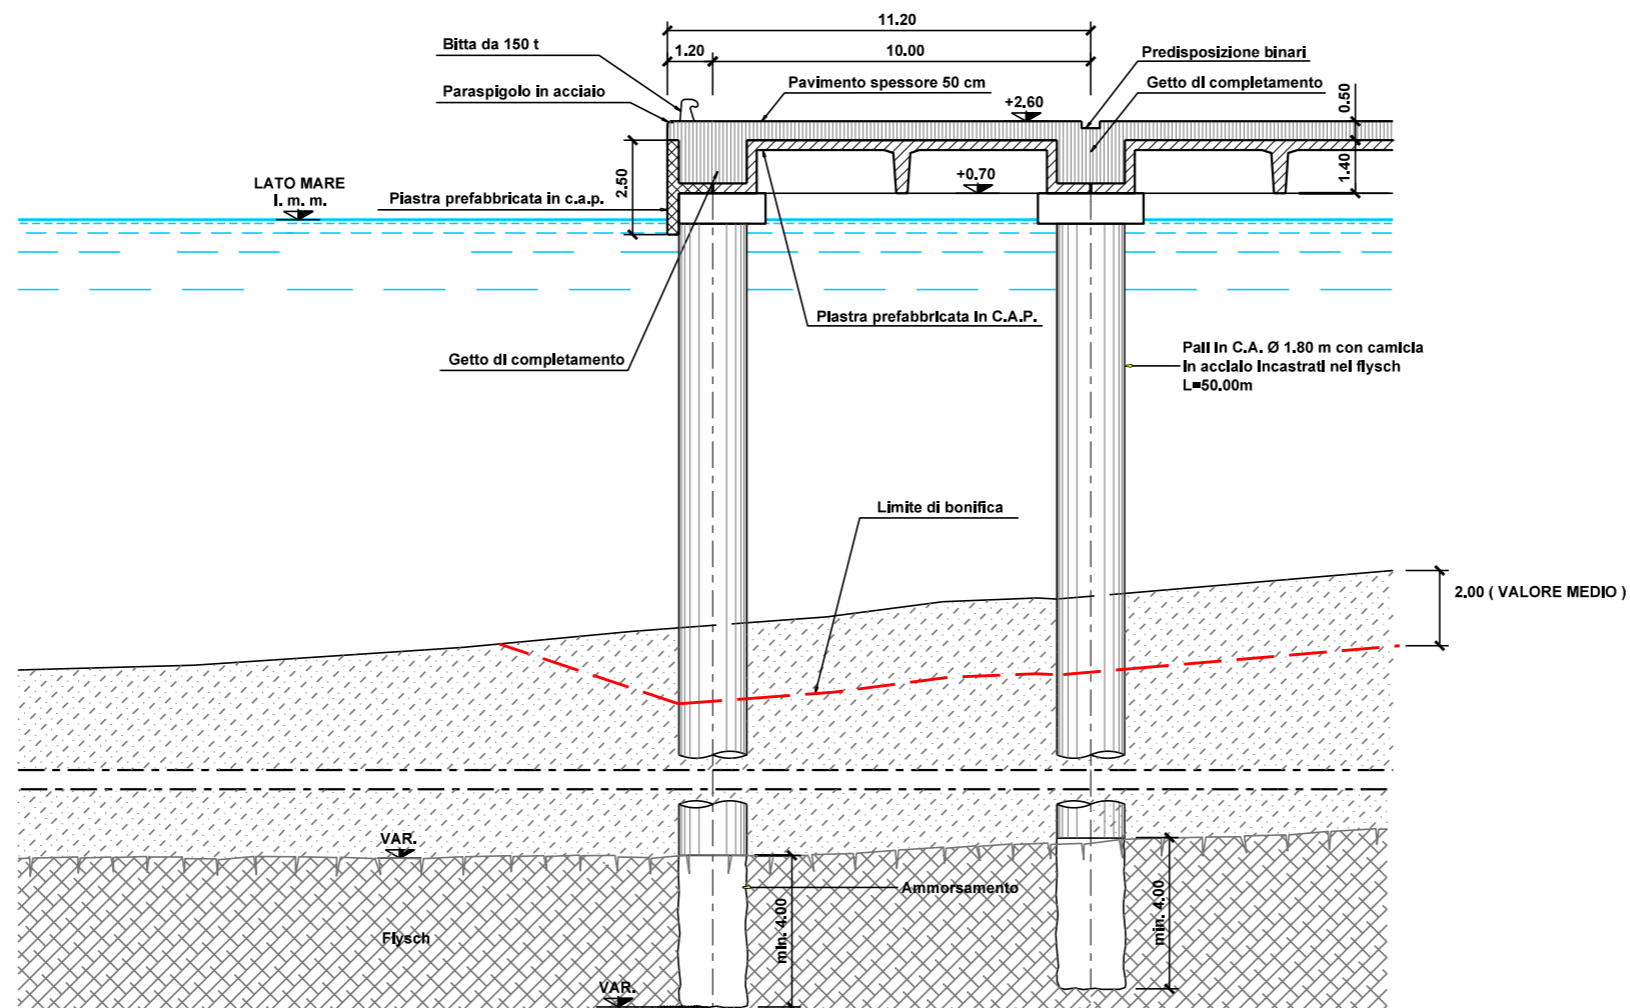 11.20
Bitta da 150 t
1.20
10.00
Predisposizione binari
Paraspigolo in acciaio
Pavimento spessore 50 cm
Getto di completamento
+2.60
0.50
1.40
2.50
+0.70
LATO MARE
l. m. m.
Piastra prefabbricata in c.a.p.
Piastra prefabbricata in C.A.P.
Getto di completamento
Pali in C.A. Ø 1.80 m con camicia
in acciaio incastrati nel flysch
L=50.00m
Limite di bonifica
2.00 ( VALORE MEDIO )
VAR.
Ammorsamento
min. 4.00
min. 4.00
Flysch
VAR.